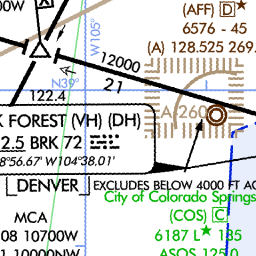 (AFF) D★
6576 - 45
(A) 128.525 269.
00W
W105°
12000
N39°
21
122.4
A-260
FOREST (VH) (DH)
2.5 BRK 72
8°56.67' W104°38.01'
DENVER
EXCLUDES BELOW 4000 FT AG
City of Colorado Springs
(COS) C
MCA
08 10700W
6187 L★ 135
10000NW
ASOS 125.0